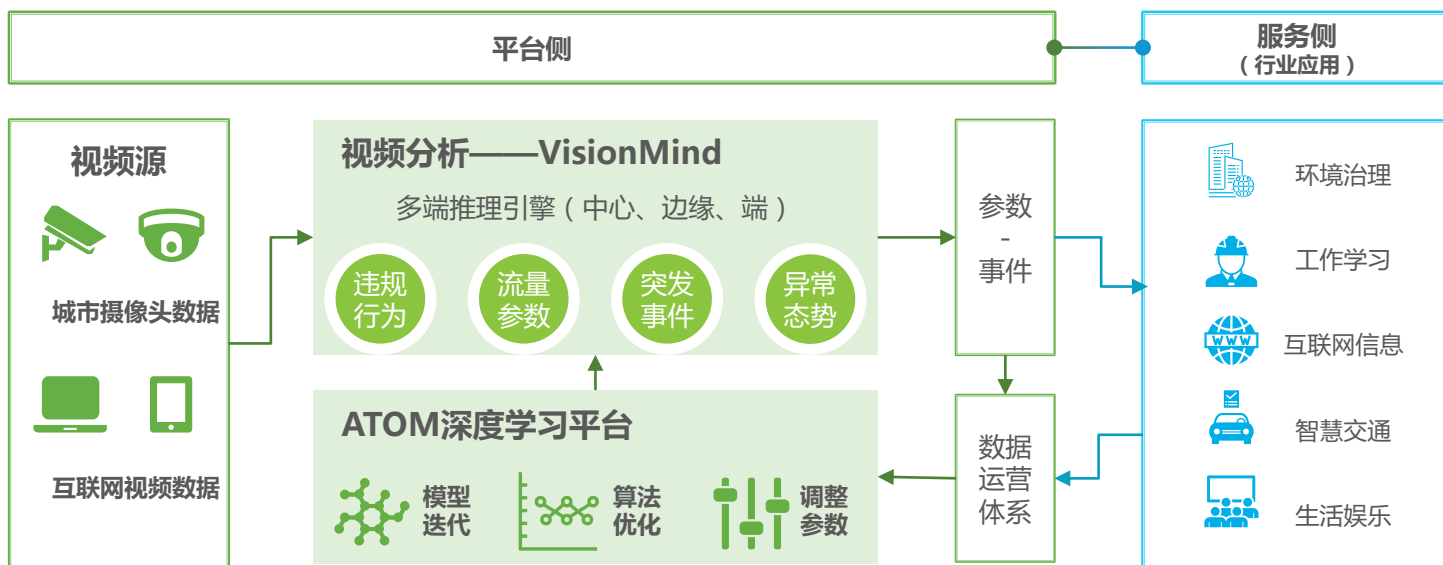 平台侧
服务侧
（行业应用）
视频源
城市摄像头数据
互联网视频数据
视频分析——VisionMind
多端推理引擎（中心、边缘、端）
违规
行为
流量
参数
突发
事件
异常
态势
ATOM深度学习平台
模型
迭代
算法
优化
调整
参数
参数
-
事件
数据
运营
体系
环境治理
工作学习
WWW
互联网信息
智慧交通
生活娱乐